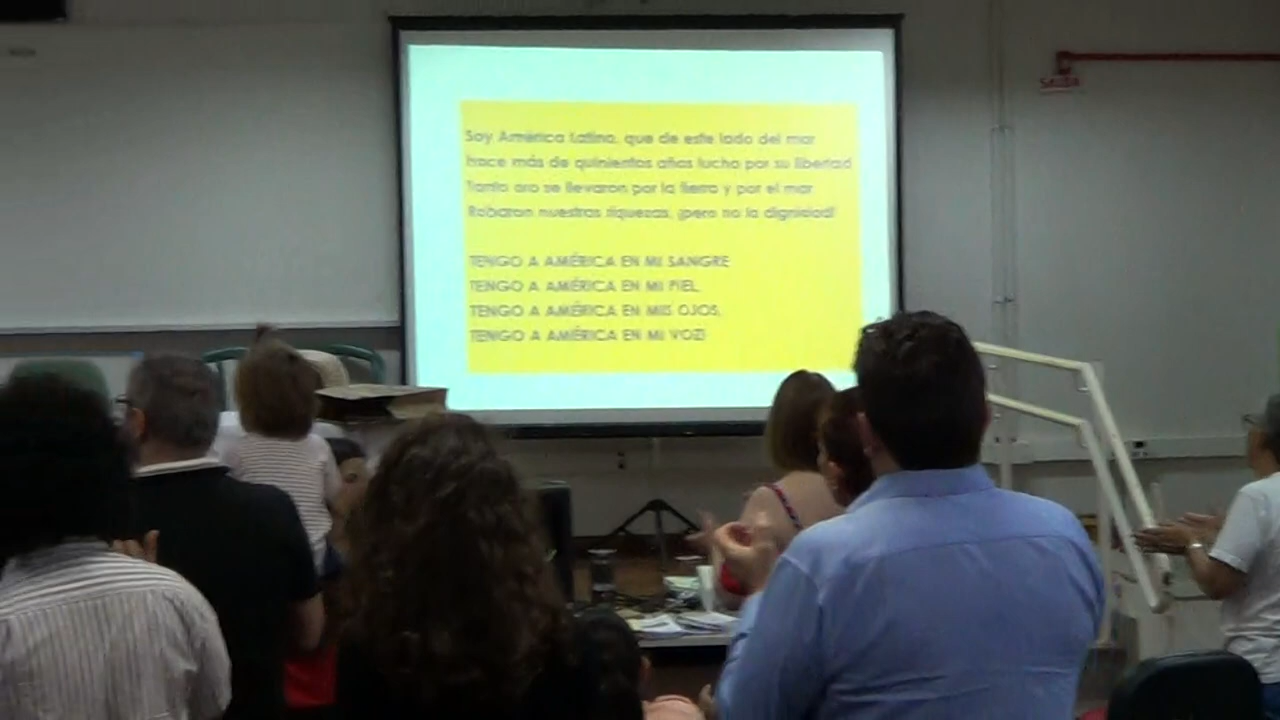 Soy América Latina, que de este lado del mar
hace más de quinientos años lucho por su libertad
Tanto oro se llevaron por la tierra y por el mar
Robaron nuestras riquezas, ¡pero no la dignidad!
TENGO A AMÉRICA EN MI SANGRE
TENGO A AMÉRICA EN MI PIEL,
TENGO A AMÉRICA EN MIS OJOS,
TENGO A AMÉRICA EN MI VOZ!
SAÍDA